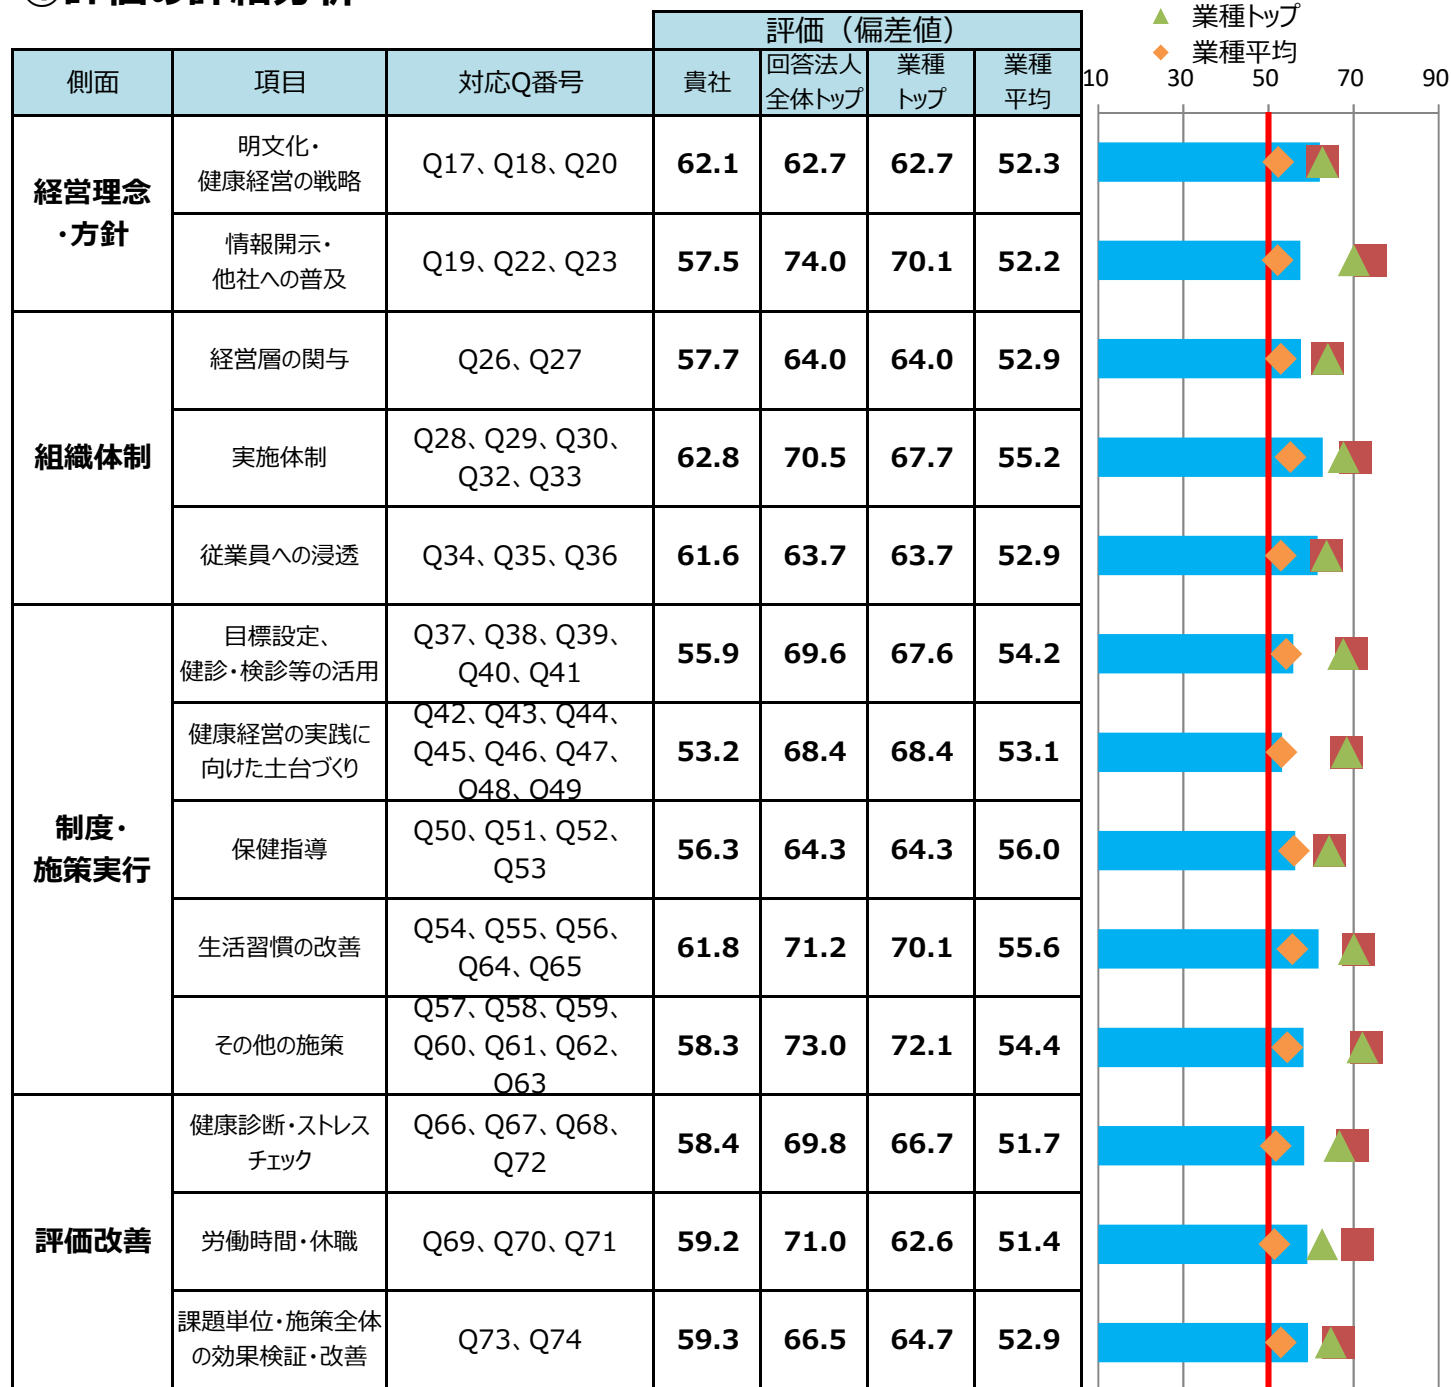 ①評価の詳細分析
業種トップ
業種平均
評価（偏差値）
側面 項目 対応Q番号 貴社 回答法人全体トップ 業種トップ 業種平均
10 30 50 70 90
経営理念・方針
明文化・健康経営の戦略 Q17、Q18、Q20 62.1 62.7 62.7 52.3
情報開示・他社への普及 Q19、Q22、Q23 57.5 74.0 70.1 52.2
組織体制
経営層の関与 Q26、Q27 57.7 64.0 64.0 52.9
実施体制 Q28、Q29、Q30、Q32、Q33 62.8 70.5 67.7 55.2
従業員への浸透 Q34、Q35、Q36 61.6 63.7 63.7 52.9
制度・施策実行
目標設定、健診・検診等の活用 Q37、Q38、Q39、Q40、Q41 55.9 69.6 67.6 54.2
健康経営の実践に向けた土台づくり Q42、Q43、Q44、Q45、Q46、Q47、Q48、Q49 53.2 68.4 68.4 53.1
保健指導 Q50、Q51、Q52、Q53 56.3 64.3 64.3 56.0
生活習慣の改善 Q54、Q55、Q56、Q64、Q65 61.8 71.2 70.1 55.6
その他の施策 Q57、Q58、Q59、Q60、Q61、Q62、Q63 58.3 73.0 72.1 54.4
評価改善
健康診断・ストレスチェック Q66、Q67、Q68、Q72 58.4 69.8 66.7 51.7
労働時間・休職 Q69、Q70、Q71 59.2 71.0 62.6 51.4
課題単位・施策全体の効果検証・改善 Q73、Q74 59.3 66.5 64.7 52.9